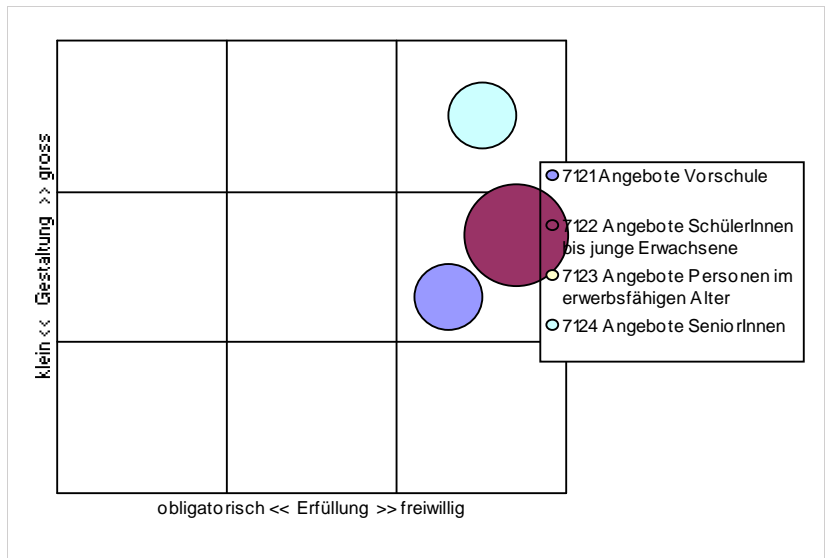 klein << Gestaltung >> gross
7121 Angebote Vorschule
7122 Angebote SchülerInnen
bis junge Erwachsene
7123 Angebote Personen im
erwerbsfähigen Alter
7124 Angebote SeniorInnen
obligatorisch << Erfüllung >> freiwillig